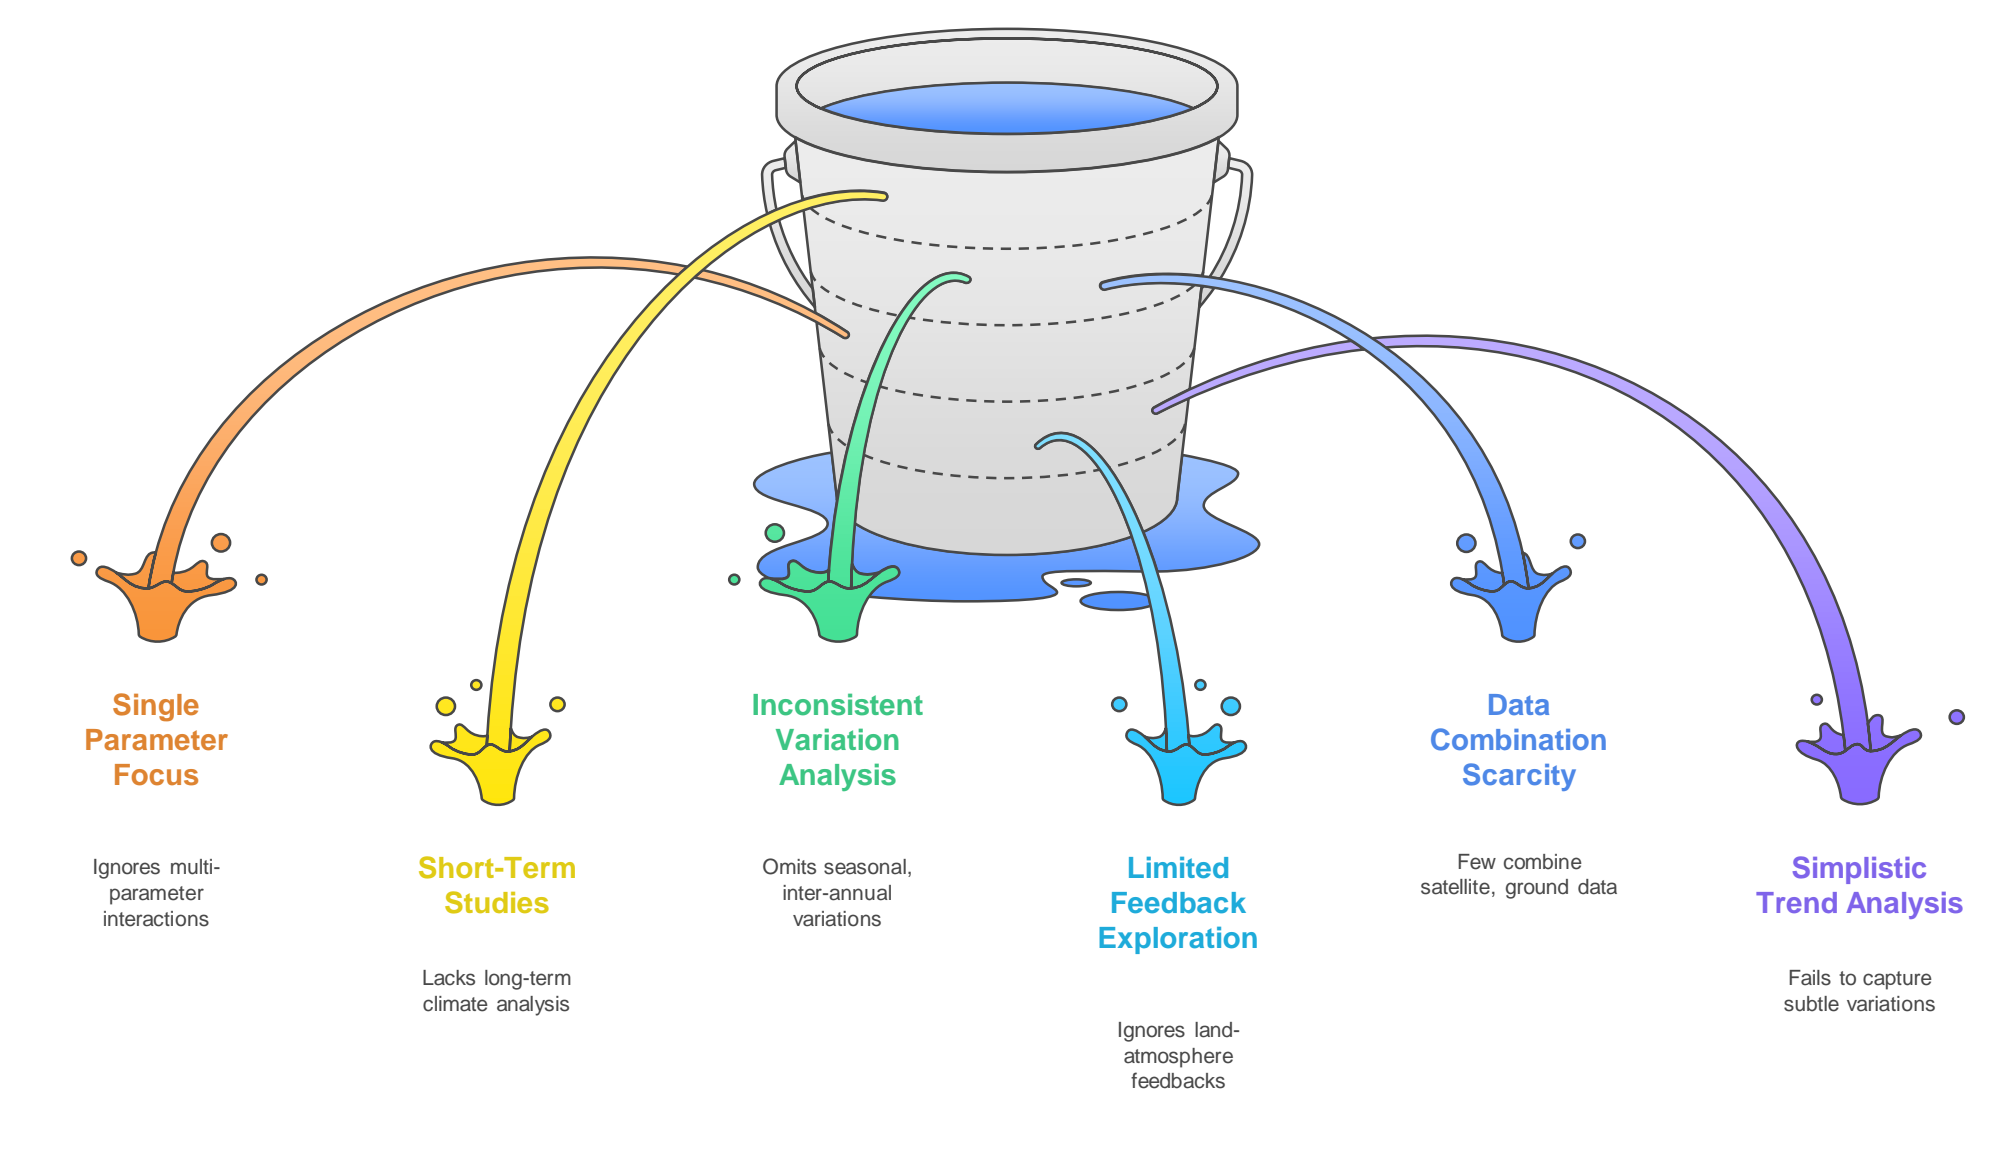 Single
Parameter
Focus
Ignores multi-
parameter
interactions
Short-Term
Studies
Lacks long-term
climate analysis
Inconsistent
Variation
Analysis
Omits seasonal,
inter-annual
variations
Limited
Feedback
Exploration
Ignores land-
atmosphere
feedbacks
Data
Combination
Scarcity
Few combine
satellite, ground data
Simplistic
Trend Analysis
Fails to capture
subtle variations